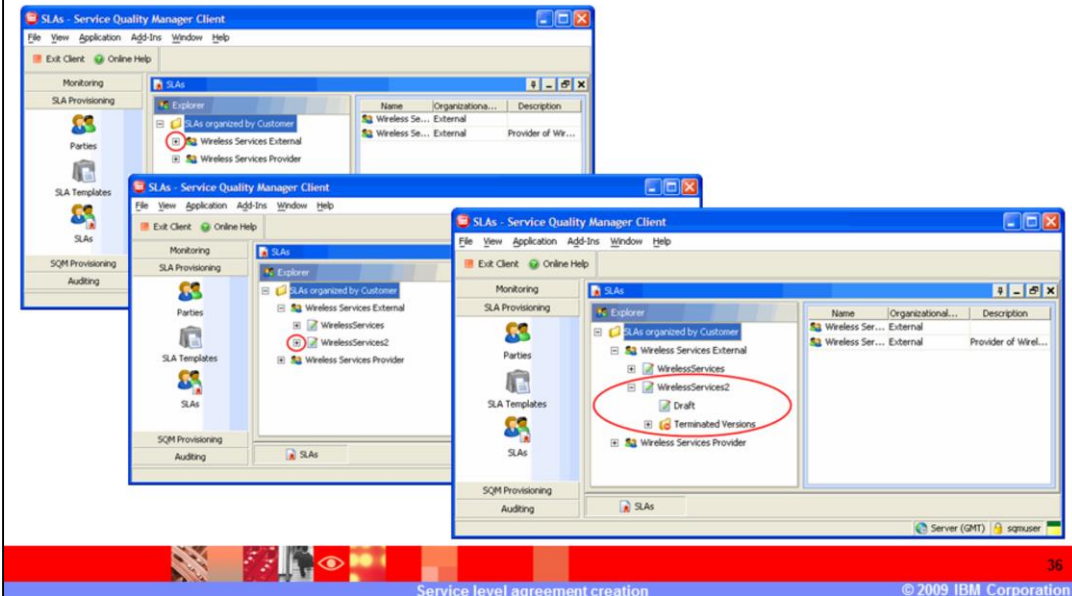 SLAs - Service Quality Manager Client
File View Application Add-Ins Window Help
Exit Client Online Help
Monitoring
SLA Provisioning
Parties
SLA Templates
SLAs
SQM Provisioning
Auditing
SLAs
Explorer
SLAs organized by Customer
Wireless Services External
Wireless Services Provider
Name Organizationa... Description
Wireless Se... External
Wireless Se... External Provider of Wir...
SLAs - Service Quality Manager Client
File View Application Add-Ins Window Help
Exit Client Online Help
Monitoring
SLA Provisioning
Parties
SLA Templates
SLAs
SQM Provisioning
Auditing
SLAs
Explorer
SLAs organized by Customer
Wireless Services External
WirelessServices
WirelessServices2
Wireless Services Provider
SLAs
SLAs - Service Quality Manager Client
File View Application Add-Ins Window Help
Exit Client Online Help
Monitoring
SLA Provisioning
Parties
SLA Templates
SLAs
SQM Provisioning
Auditing
SLAs
Explorer
SLAs organized by Customer
Wireless Services External
WirelessServices
WirelessServices2
Draft
Terminated Versions
Wireless Services Provider
Name Organizational... Description
Wireless Ser... External
Wireless Ser... External Provider of Wirel...
SLAs
Server (GMT) sqmuser
36
Service level agreement creation © 2009 IBM Corporation